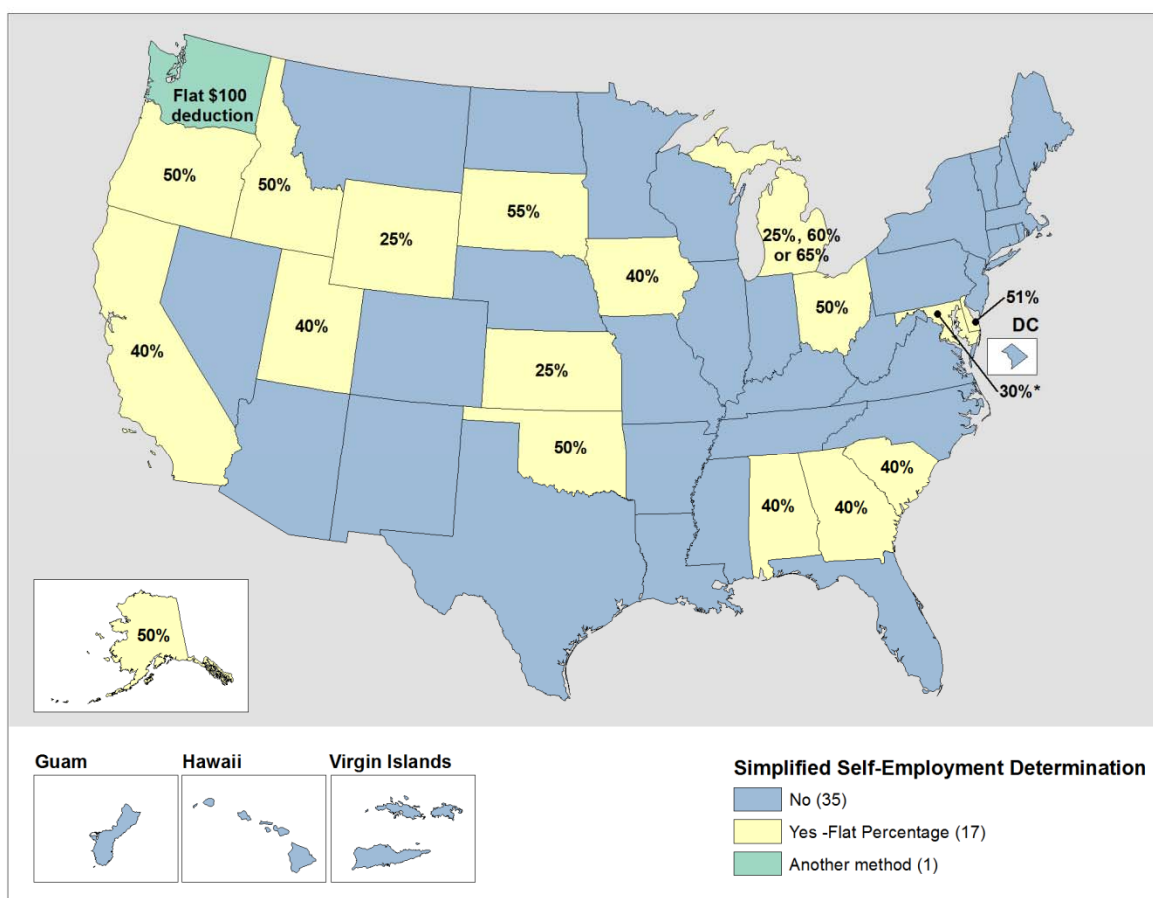 Flat $100
deduction
50%
50%
25%
55%
40%
25%, 60%
or 65%
50%
51%
DC
30%*
40%
40%
25%
50%
40%
40%
40%
50%
Guam
Hawaii
Virgin Islands
Simplified Self-Employment Determination
No (35)
Yes -Flat Percentage (17)
Another method (1)